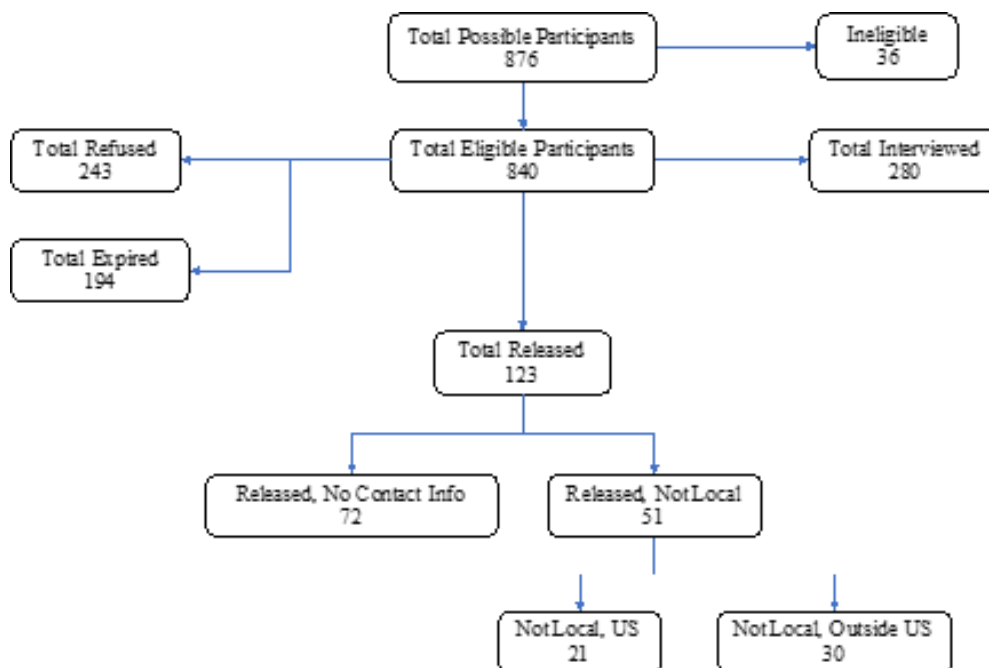 Total Possible Participants
876
Ineligible
36
Total Refused
243
Total Eligible Participants
840
Total Interviewed
280
Total Expired
194
Total Released
123
Released, No Contact Info
72
Released, Not Local
51
Not Local, US
21
Not Local, Outside US
30